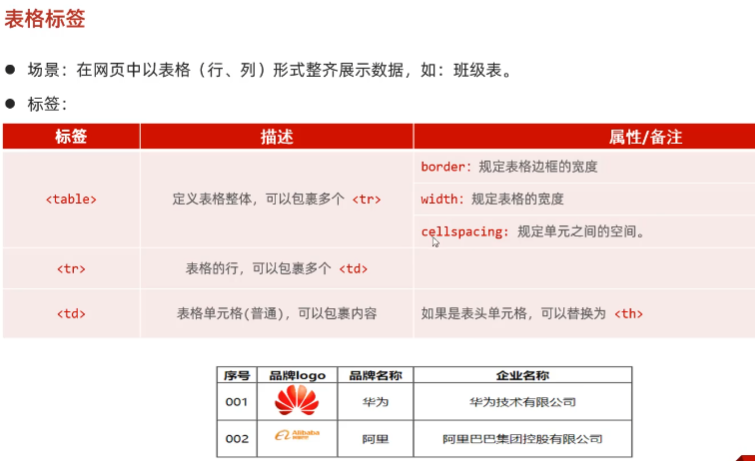 表格标签
● 场景：在网页中以表格（行、列）形式整齐展示数据，如：班级表。
● 标签：
标签 描述 属性/备注
<table> 定义表格整体，可以包裹多个 <tr>
border：规定表格边框的宽度
width：规定表格的宽度
cellspacing：规定单元之间的空间。
<tr> 表格的行，可以包裹多个 <td>
<td> 表格单元格(普通)，可以包裹内容 如果是表头单元格，可以替换为 <th>
序号 品牌logo 品牌名称 企业名称
001 华为 华为技术有限公司
002 Alibaba 阿里 阿里巴巴集团控股有限公司